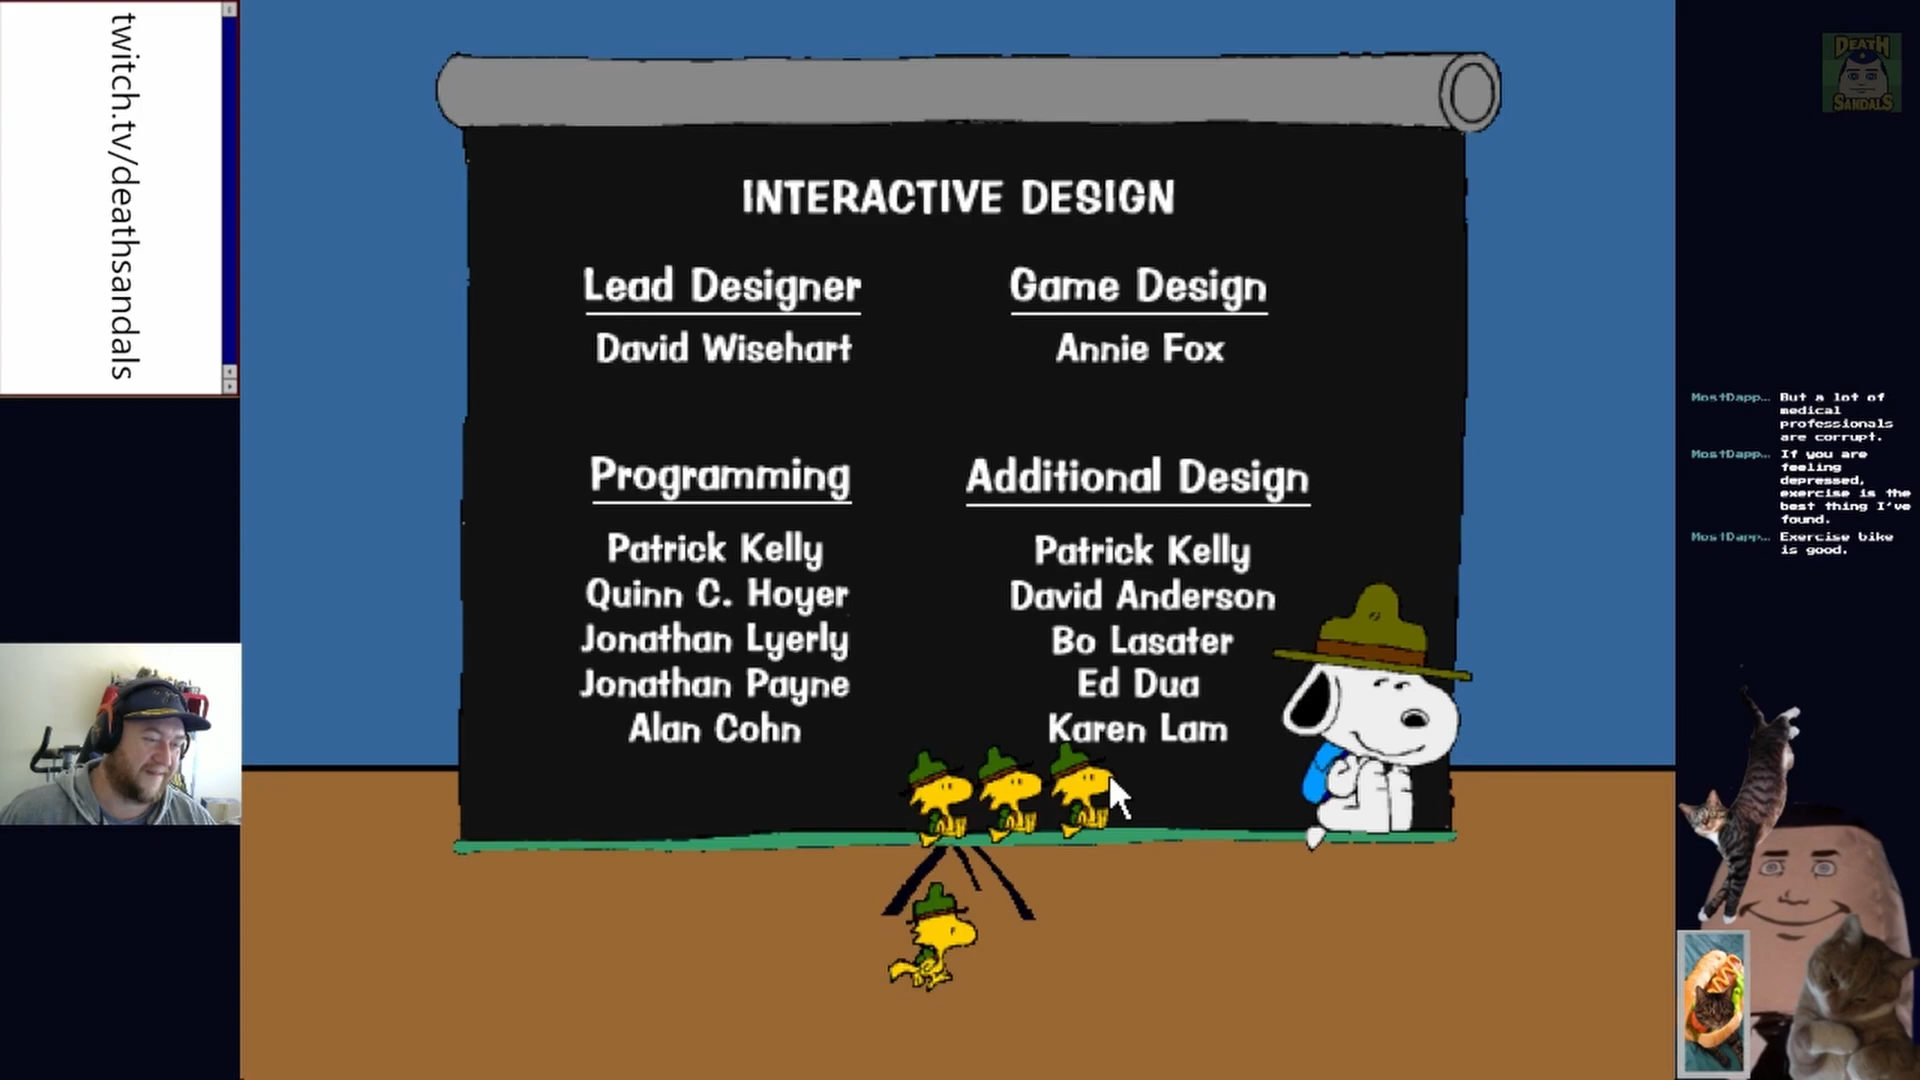 twitch.tv/deathsandals
DEATH
SANDALS
INTERACTIVE DESIGN
Lead Designer
David Wisehart
Game Design
Annie Fox
Programming
Patrick Kelly
Quinn C. Hoyer
Jonathan Lyerly
Jonathan Payne
Alan Cohn
Additional Design
Patrick Kelly
David Anderson
Bo Lasater
Ed Dua
Karen Lam
MostDapp… But a lot of
medical
professionals
are corrupt.
MostDapp… If you are
feeling
depressed,
exercise is the
best thing I've
found.
MostDapp… Exercise bike
is good.